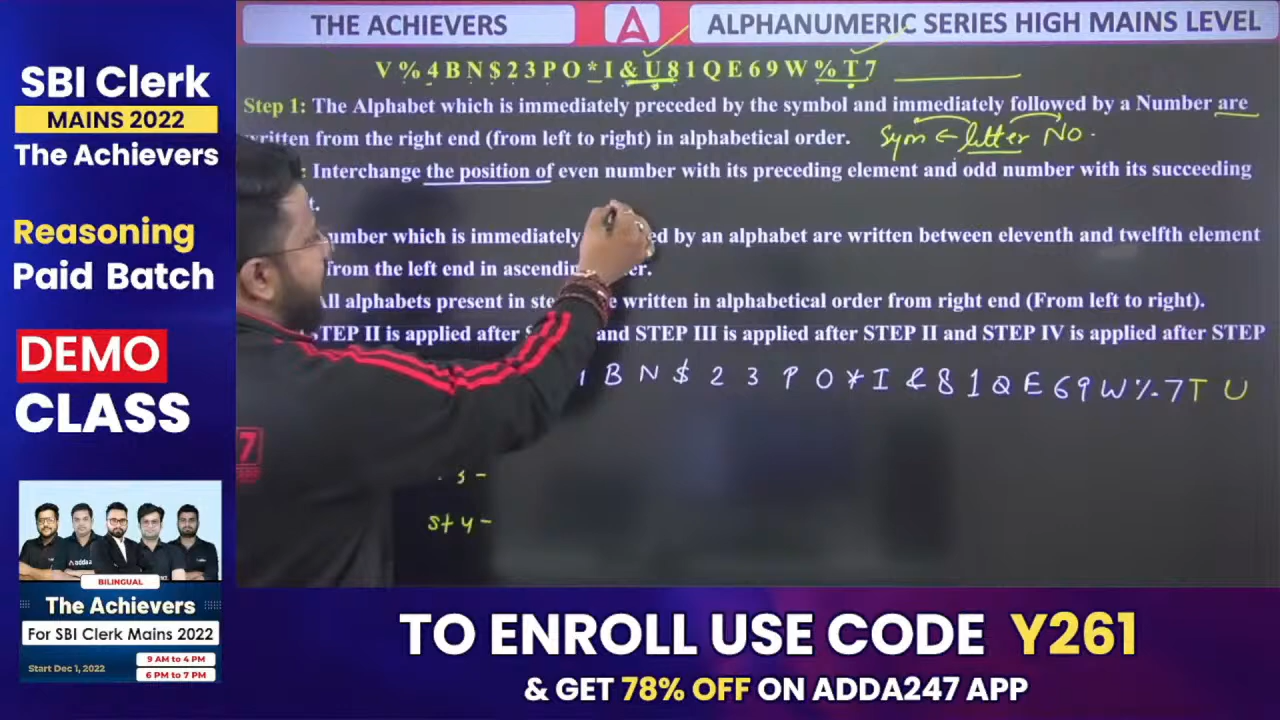 THE ACHIEVERS
ALPHANUMERIC SERIES HIGH MAINS LEVEL
V % 4 B N $ 2 3 P O * I & U 8 1 Q E 6 9 W % T 7
Step 1: The Alphabet which is immediately preceded by the symbol and immediately followed by a Number are
written from the right end (from left to right) in alphabetical order.
Sym ← litter No.
: Interchange the position of even number with its preceding element and odd number with its succeeding
t.
umber which is immediately ed by an alphabet are written between eleventh and twelfth element
from the left end in ascendin er.
All alphabets present in ste e written in alphabetical order from right end (From left to right).
STEP II is applied after and STEP III is applied after STEP II and STEP IV is applied after STEP
B N $ 2 3 P O * I & 8 1 Q E 6 9 W % 7 T U
. 3 -
St 4 -
SBI Clerk
MAINS 2022
The Achievers
Reasoning
Paid Batch
DEMO
CLASS
7
BILINGUAL
The Achievers
For SBI Clerk Mains 2022
Start Dec 1, 2022
9 AM to 4 PM
6 PM to 7 PM
TO ENROLL USE CODE Y261
& GET 78% OFF ON ADDA247 APP